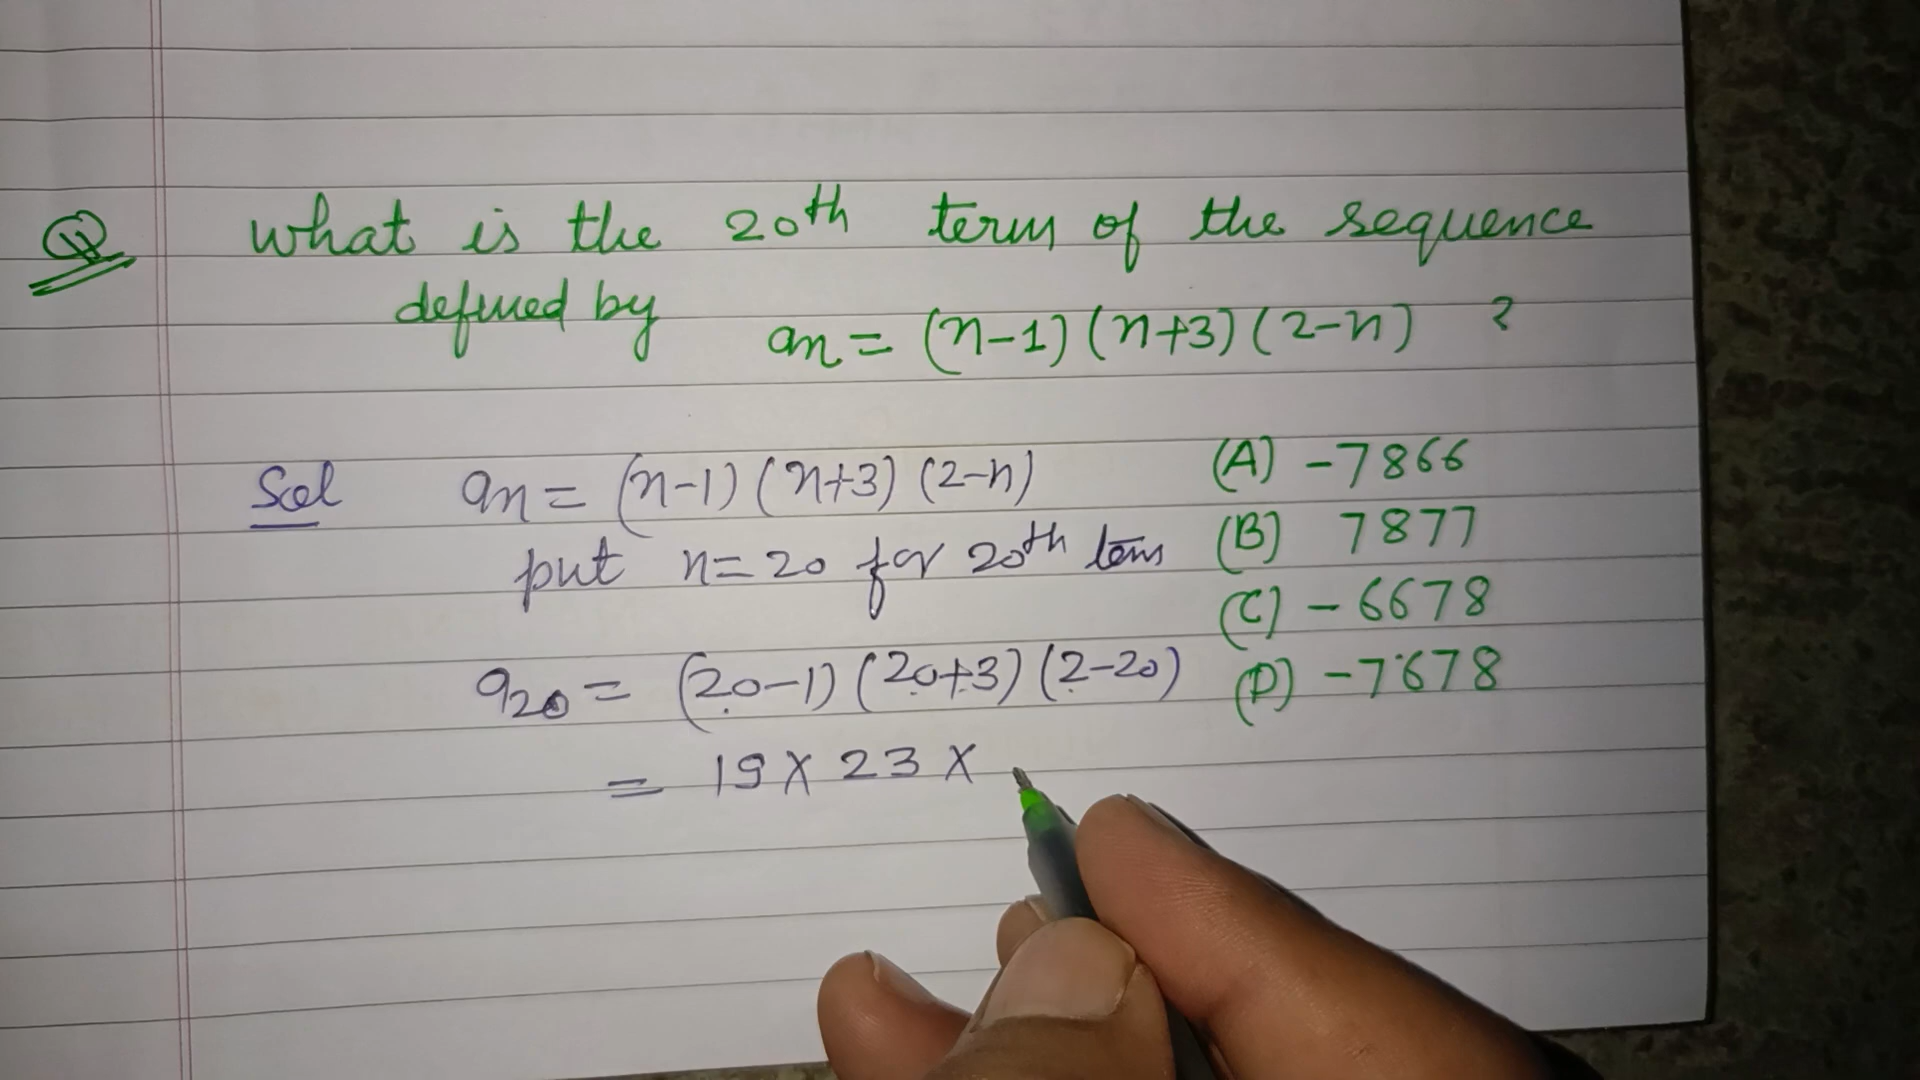 Q what is the 20th term of the sequence
defined by an = (n-1) (n+3) (2-n) ?
Sol an = (n-1) (n+3) (2-n) (A) -7866
put n=20 for 20th term (B) 7877
(C) -6678
a20 = (20-1) (20+3) (2-20) (D) -7678
= 19 x 23 x